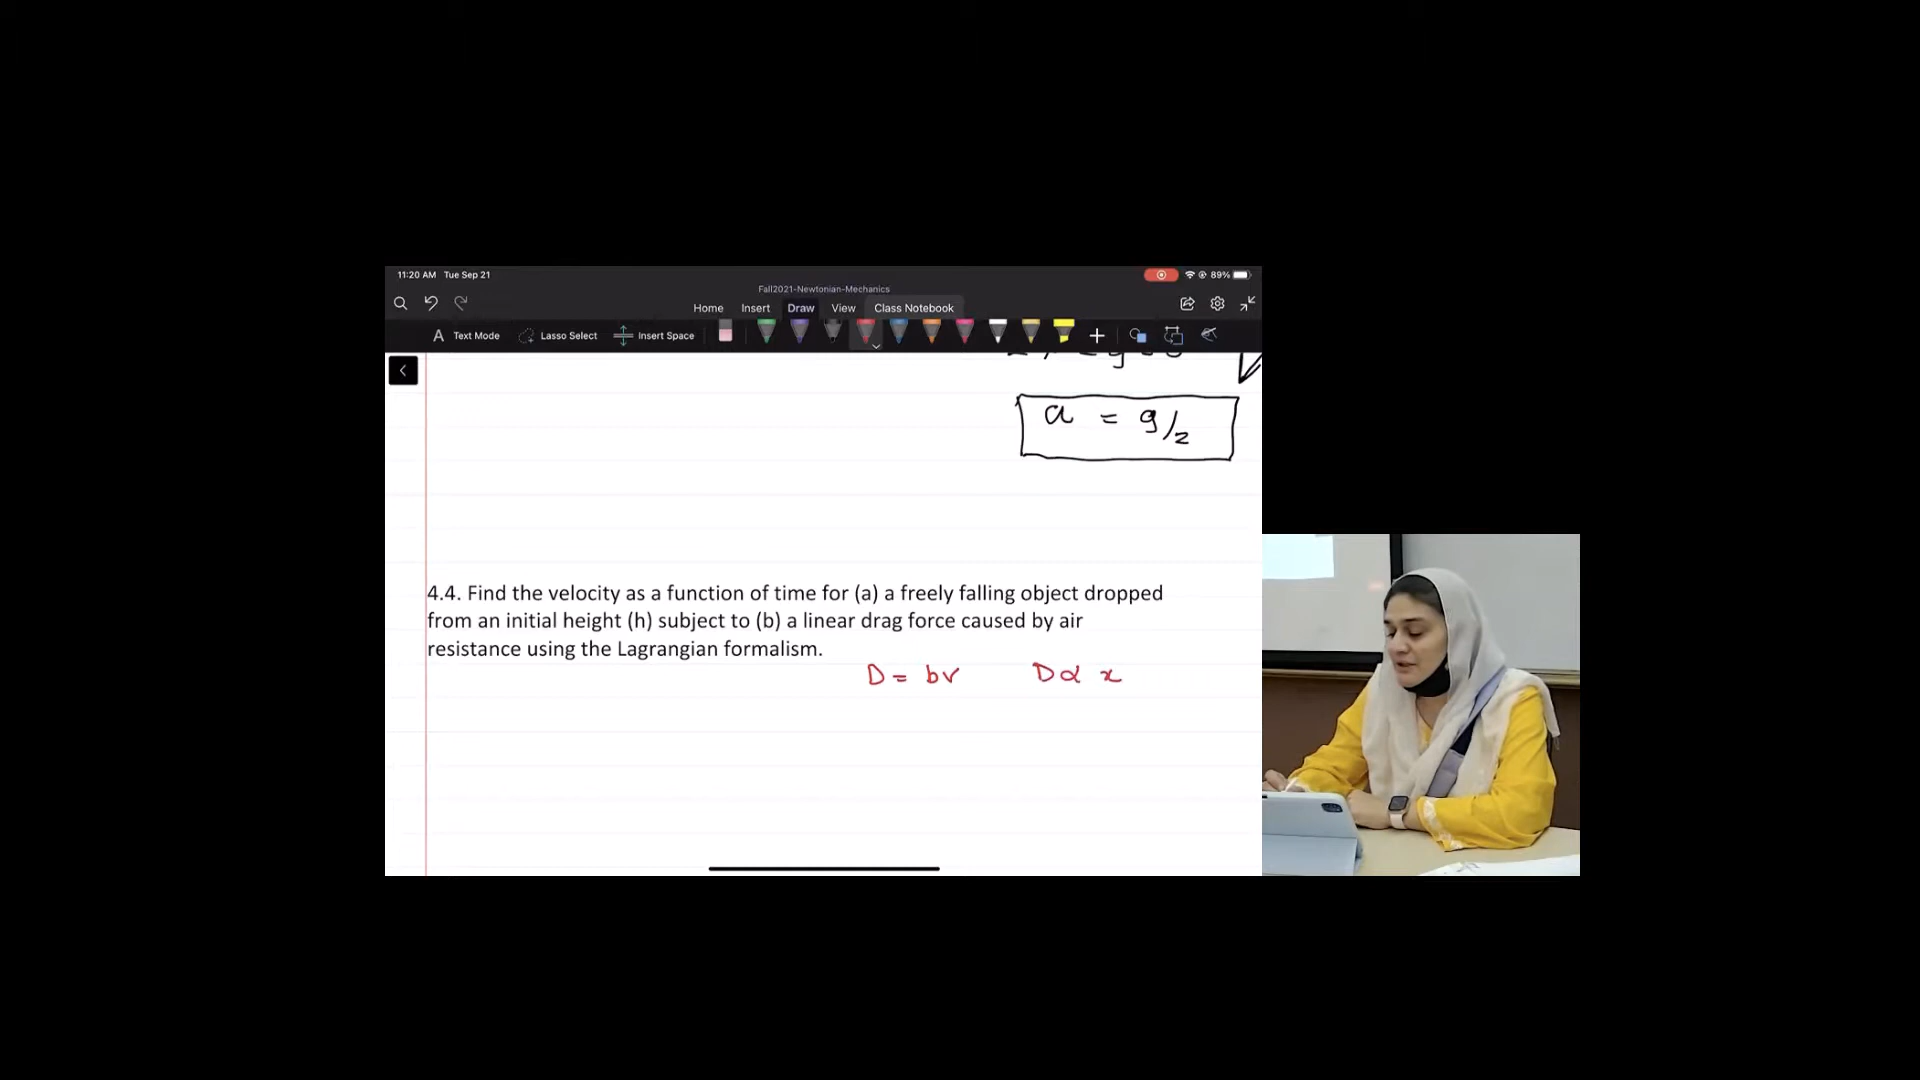 11:20 AM Tue Sep 21
89%
Fall2021-Newtonian-Mechanics
Home Insert Draw View Class Notebook
A Text Mode Lasso Select Insert Space
a = g/2
4.4. Find the velocity as a function of time for (a) a freely falling object dropped
from an initial height (h) subject to (b) a linear drag force caused by air
resistance using the Lagrangian formalism.
D = bv D ∝ x